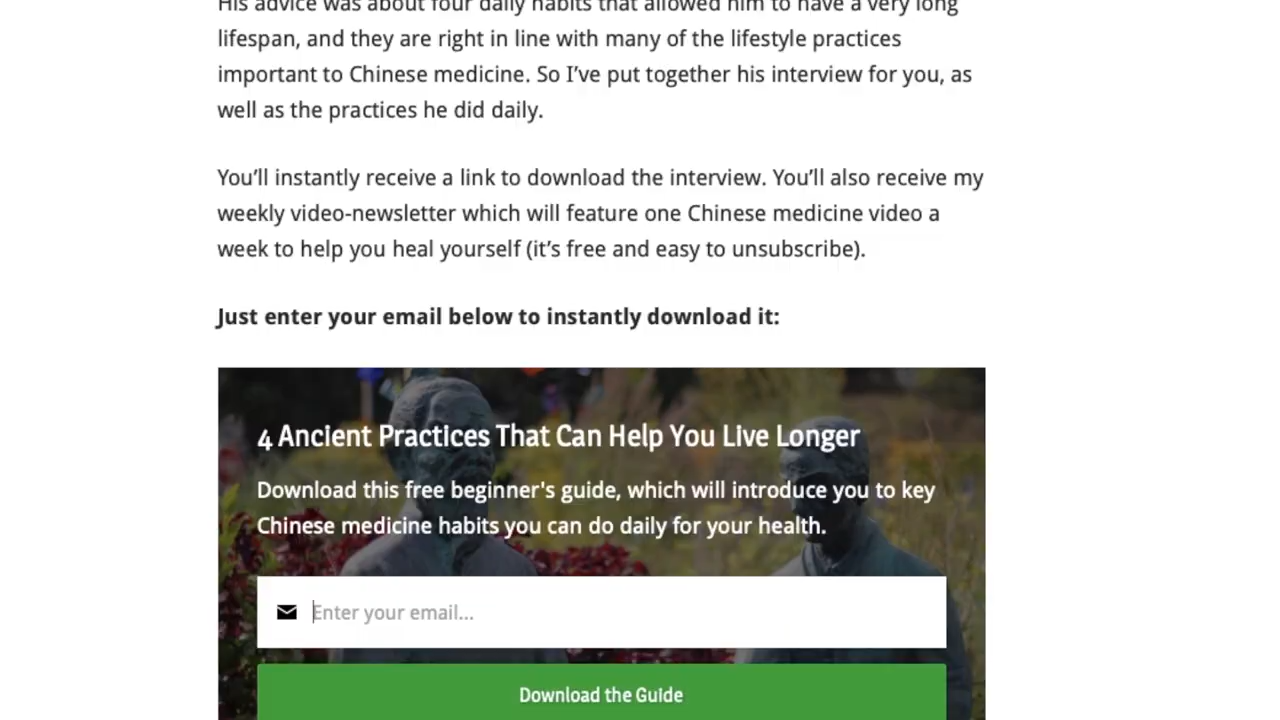 His advice was about four daily habits that allowed him to have a very long
lifespan, and they are right in line with many of the lifestyle practices
important to Chinese medicine. So I’ve put together his interview for you, as
well as the practices he did daily.
You’ll instantly receive a link to download the interview. You’ll also receive my
weekly video-newsletter which will feature one Chinese medicine video a
week to help you heal yourself (it’s free and easy to unsubscribe).
Just enter your email below to instantly download it:
4 Ancient Practices That Can Help You Live Longer
Download this free beginner's guide, which will introduce you to key
Chinese medicine habits you can do daily for your health.
Enter your email...
Download the Guide